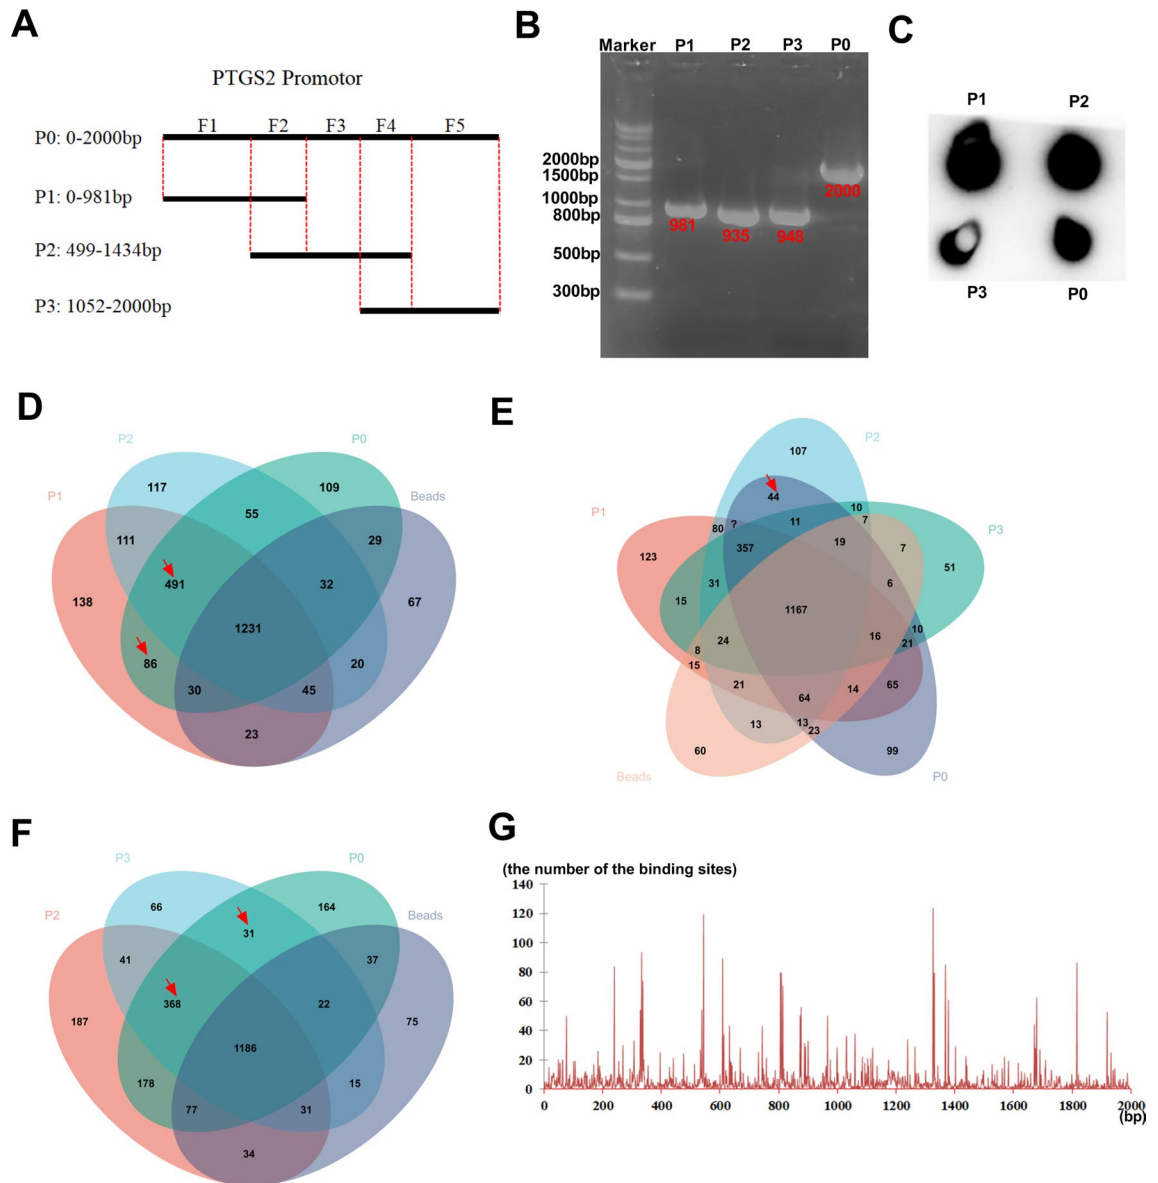 A
PTGS2 Promotor
F1 F2 F3 F4 F5
P0: 0-2000bp
P1: 0-981bp
P2: 499-1434bp
P3: 1052-2000bp
B
Marker P1 P2 P3 P0
2000bp
1500bp
1000bp
800bp
500bp
300bp
981 935 948 2000
C
P1 P2
P3 P0
D
P1 P2 P0 Beads
117 109
55
111 29
491 32
138 67
1231
86 20
30 45
23
E
P1 P2 P3 P0 Beads
107
44
10
80 ? 11 7
357 19 7
123 51
31 6
15 1167
10
24 16 21
8
15
21 14 65
64
13 13 23
60 99
F
P2 P3 P0 Beads
66 164
31
41 37
368 22
187 75
1186
178 15
77 31
34
G
(the number of the binding sites)
140
120
100
80
60
40
20
0
0 200 400 600 800 1000 1200 1400 1600 1800 2000
(bp)